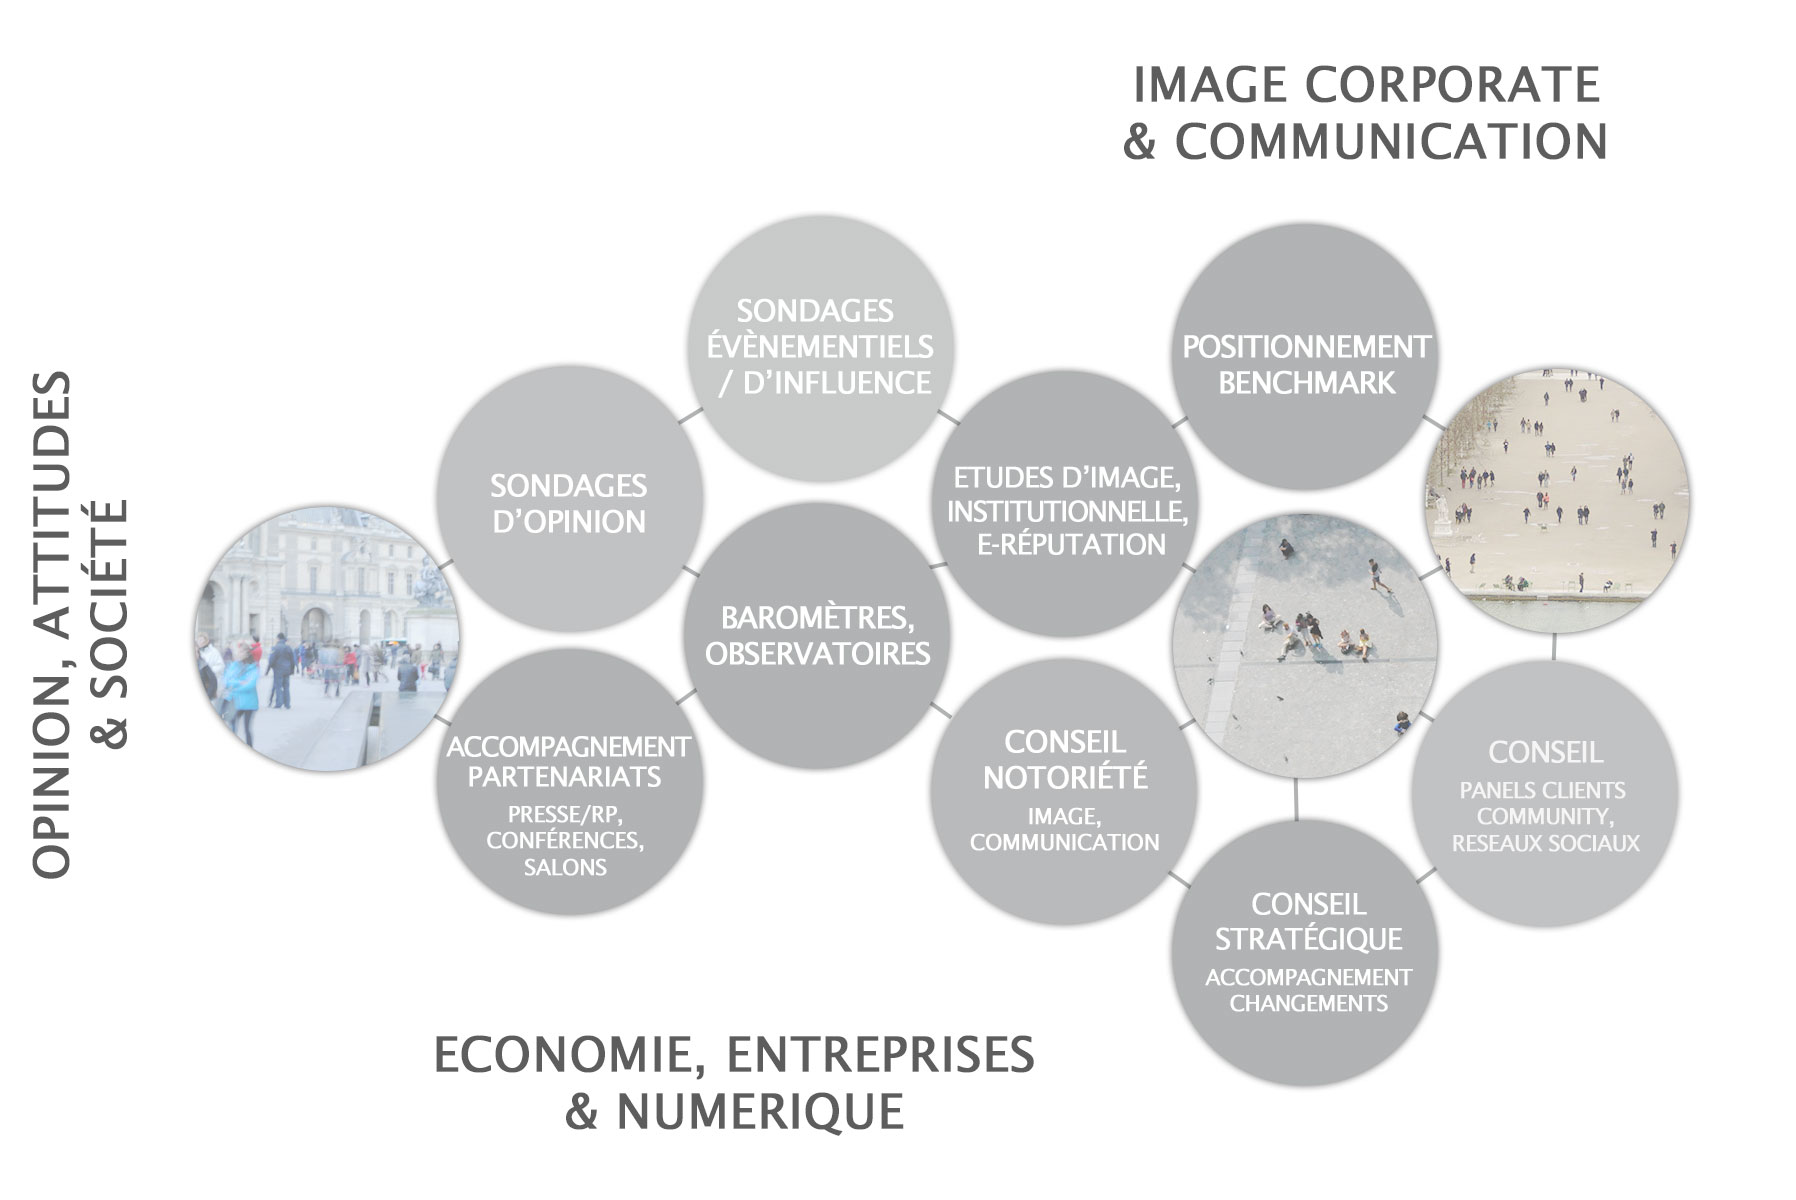 IMAGE CORPORATE
& COMMUNICATION
OPINION, ATTITUDES
& SOCIÉTÉ
SONDAGES
ÉVÈNEMENTIELS
/ D’INFLUENCE
POSITIONNEMENT
BENCHMARK
SONDAGES
D’OPINION
ETUDES D’IMAGE,
INSTITUTIONNELLE,
E-RÉPUTATION
BAROMÈTRES,
OBSERVATOIRES
ACCOMPAGNEMENT
PARTENARIATS
PRESSE/RP,
CONFÉRENCES,
SALONS
CONSEIL
NOTORIÉTÉ
IMAGE,
COMMUNICATION
CONSEIL
PANELS CLIENTS
COMMUNITY,
RESEAUX SOCIAUX
CONSEIL
STRATÉGIQUE
ACCOMPAGNEMENT
CHANGEMENTS
ECONOMIE, ENTREPRISES
& NUMERIQUE